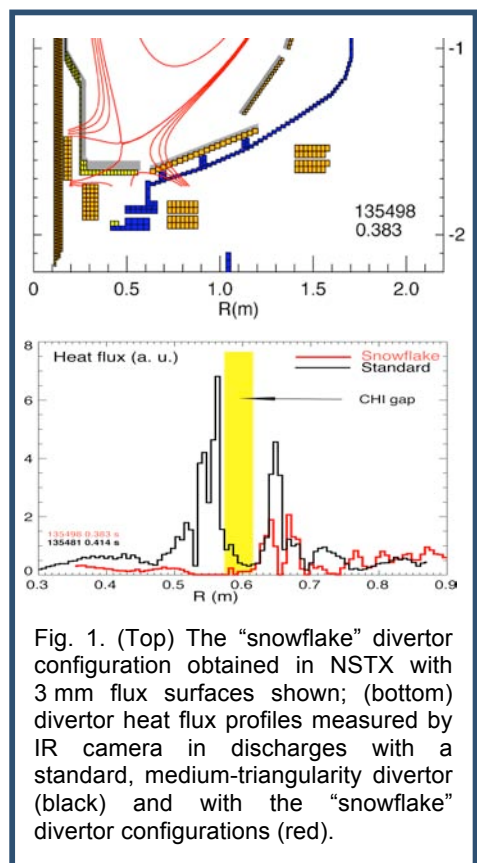 -1
135498
0.383
-2
0 0.5 1.0 1.5 2.0
R(m)
8
Heat flux (a. u.)
Snowflake
Standard
6
CHI gap
4
2
135498 0.383 s
135481 0.414 s
0
0.3 0.4 0.5 0.6 0.7 0.8 0.9
R (m)
Fig. 1. (Top) The “snowflake” divertor
configuration obtained in NSTX with
3 mm flux surfaces shown; (bottom)
divertor heat flux profiles measured by
IR camera in discharges with a
standard, medium-triangularity divertor
(black) and with the “snowflake”
divertor configurations (red).